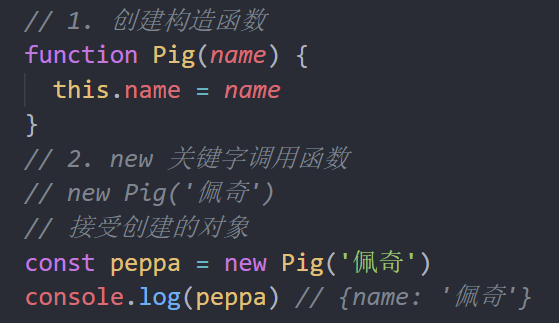 // 1. 创建构造函数
function Pig(name) {
  this.name = name
}
// 2. new 关键字调用函数
// new Pig('佩奇')
// 接受创建的对象
const peppa = new Pig('佩奇')
console.log(peppa) // {name: '佩奇'}